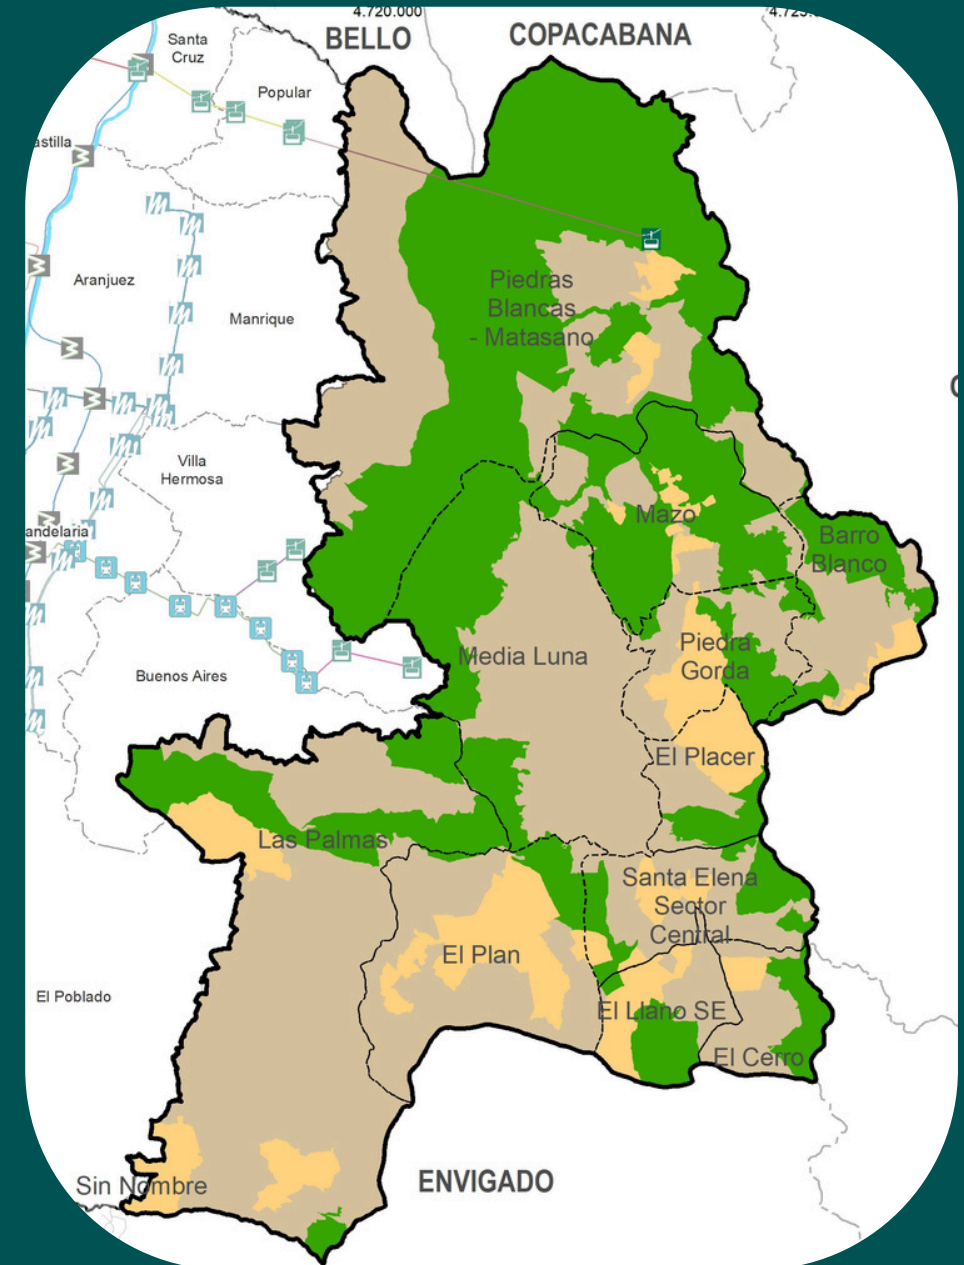 4.720.000
BELLO
COPACABANA
Santa
Cruz
Popular
Aranjuez
Manrique
Piedras
Blancas
- Matasano
Villa
Hermosa
Mazo
Barro
Blanco
andelaria
Media Luna
Piedra
Gorda
Buenos Aires
El Placer
Las Palmas
Santa Elena
Sector
Central
El Plan
El Poblado
El Llano SE
El Cerro
Sin Nombre
ENVIGADO